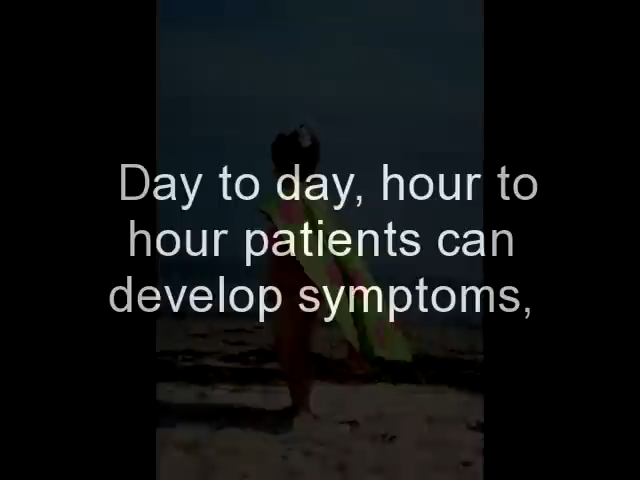 Day to day, hour to
hour patients can
develop symptoms,